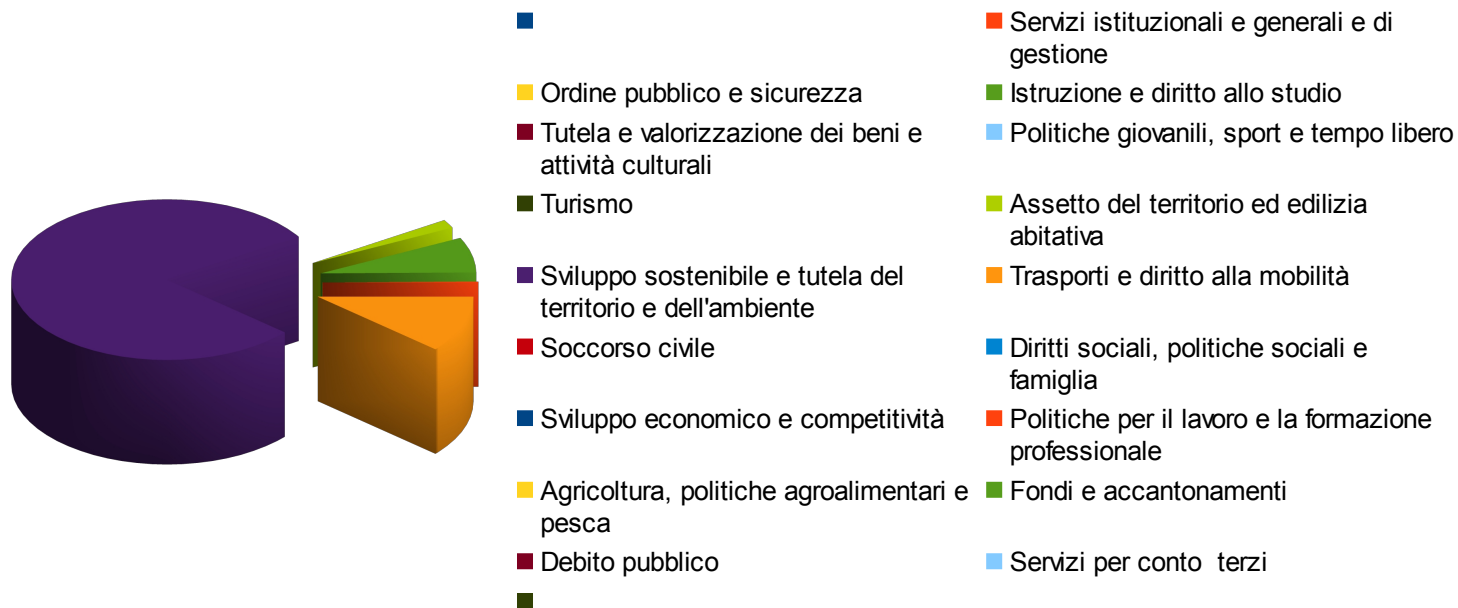 Servizi istituzionali e generali e di
gestione
Ordine pubblico e sicurezza
Istruzione e diritto allo studio
Tutela e valorizzazione dei beni e
attività culturali
Politiche giovanili, sport e tempo libero
Turismo
Assetto del territorio ed edilizia
abitativa
Sviluppo sostenibile e tutela del
territorio e dell'ambiente
Trasporti e diritto alla mobilità
Soccorso civile
Diritti sociali, politiche sociali e
famiglia
Sviluppo economico e competitività
Politiche per il lavoro e la formazione
professionale
Agricoltura, politiche agroalimentari e
pesca
Fondi e accantonamenti
Debito pubblico
Servizi per conto  terzi